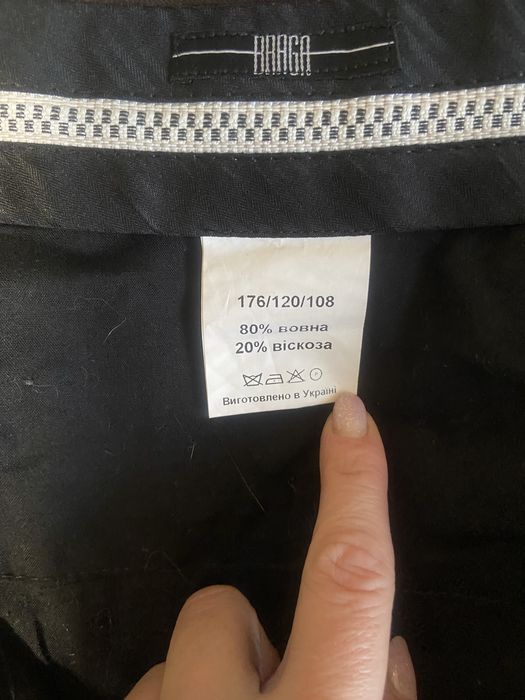 BRAGA
176/120/108
80% вовна
20% віскоза
Виготовлено в Україні